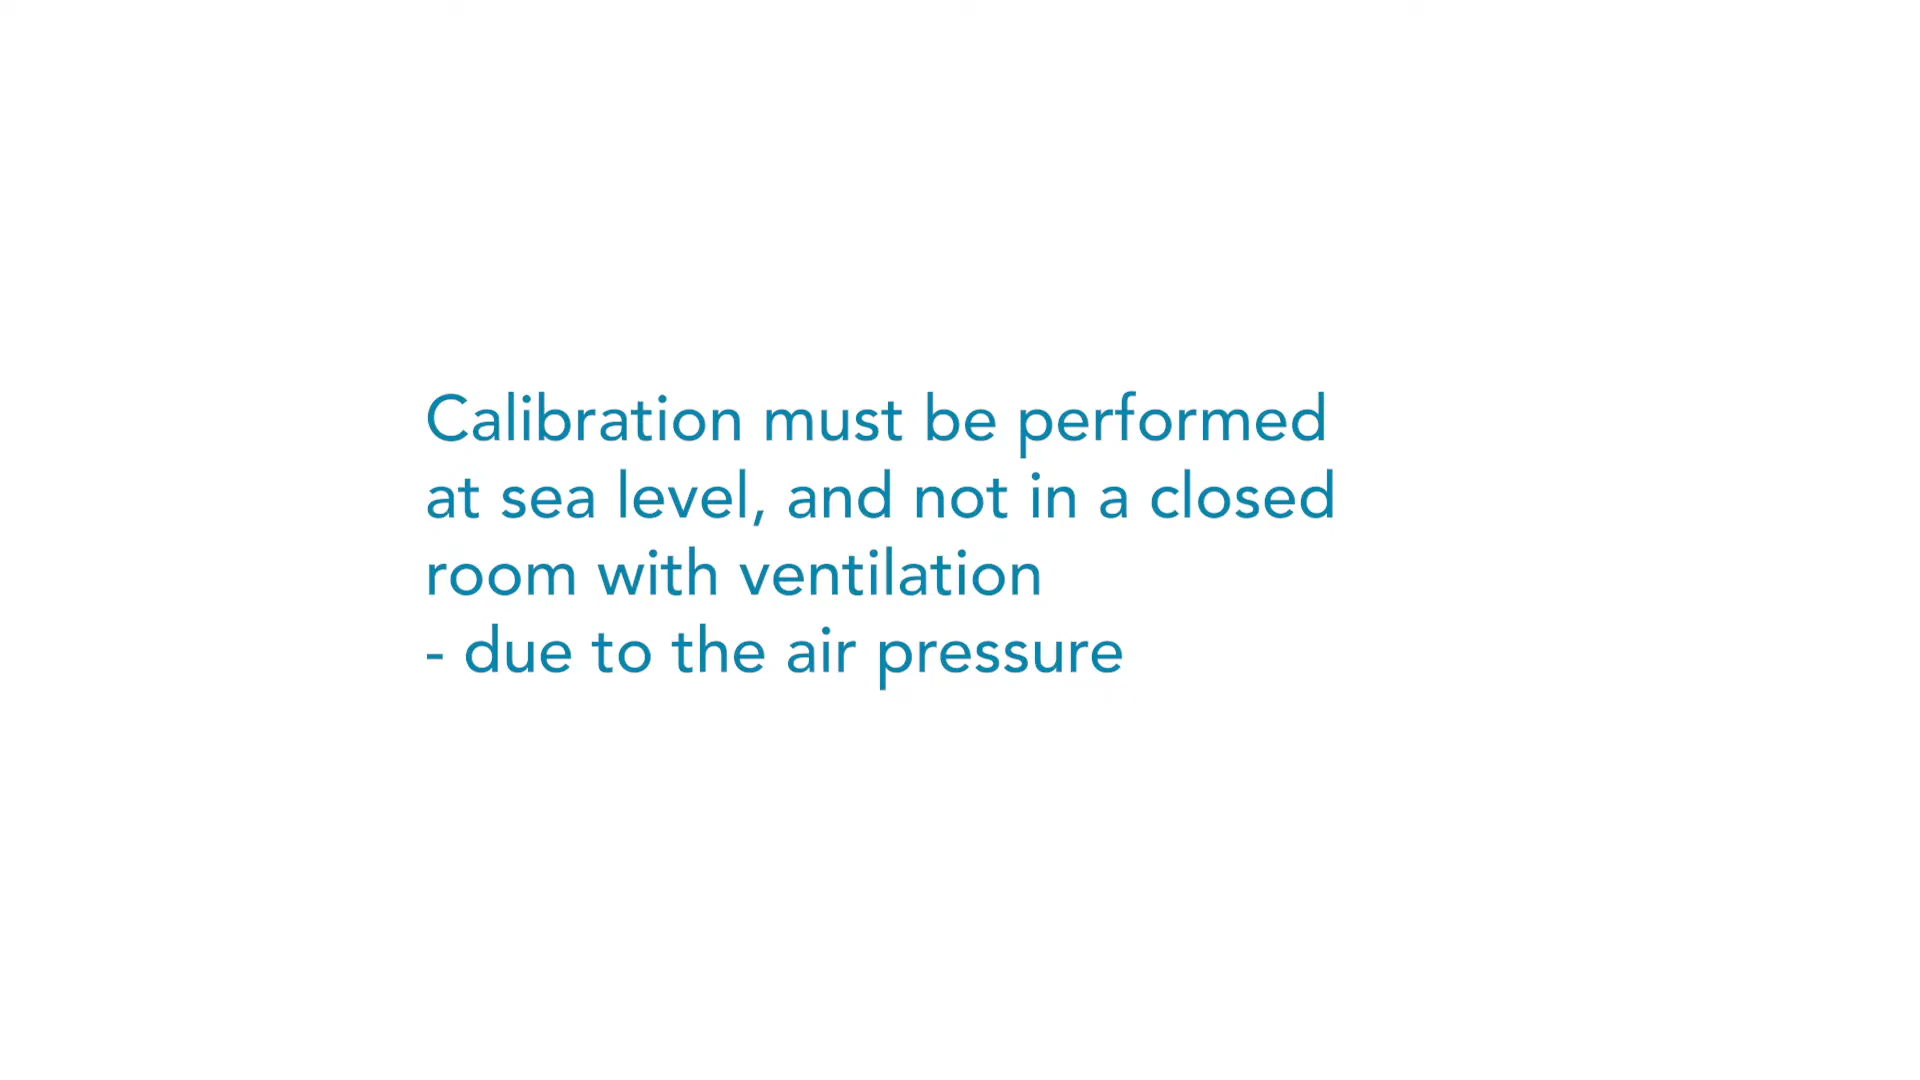 Calibration must be performed
at sea level, and not in a closed
room with ventilation
- due to the air pressure